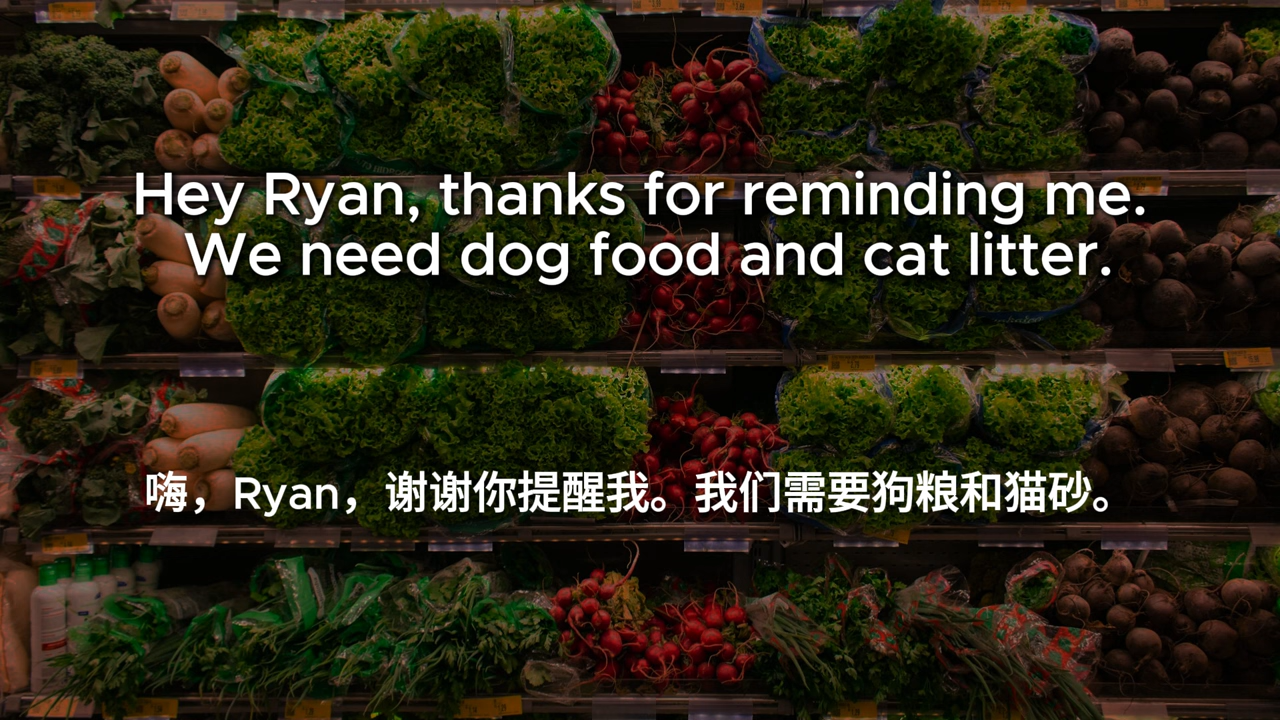 Hey Ryan, thanks for reminding me.
We need dog food and cat litter.
嗨，Ryan，谢谢你提醒我。我们需要狗粮和猫砂。